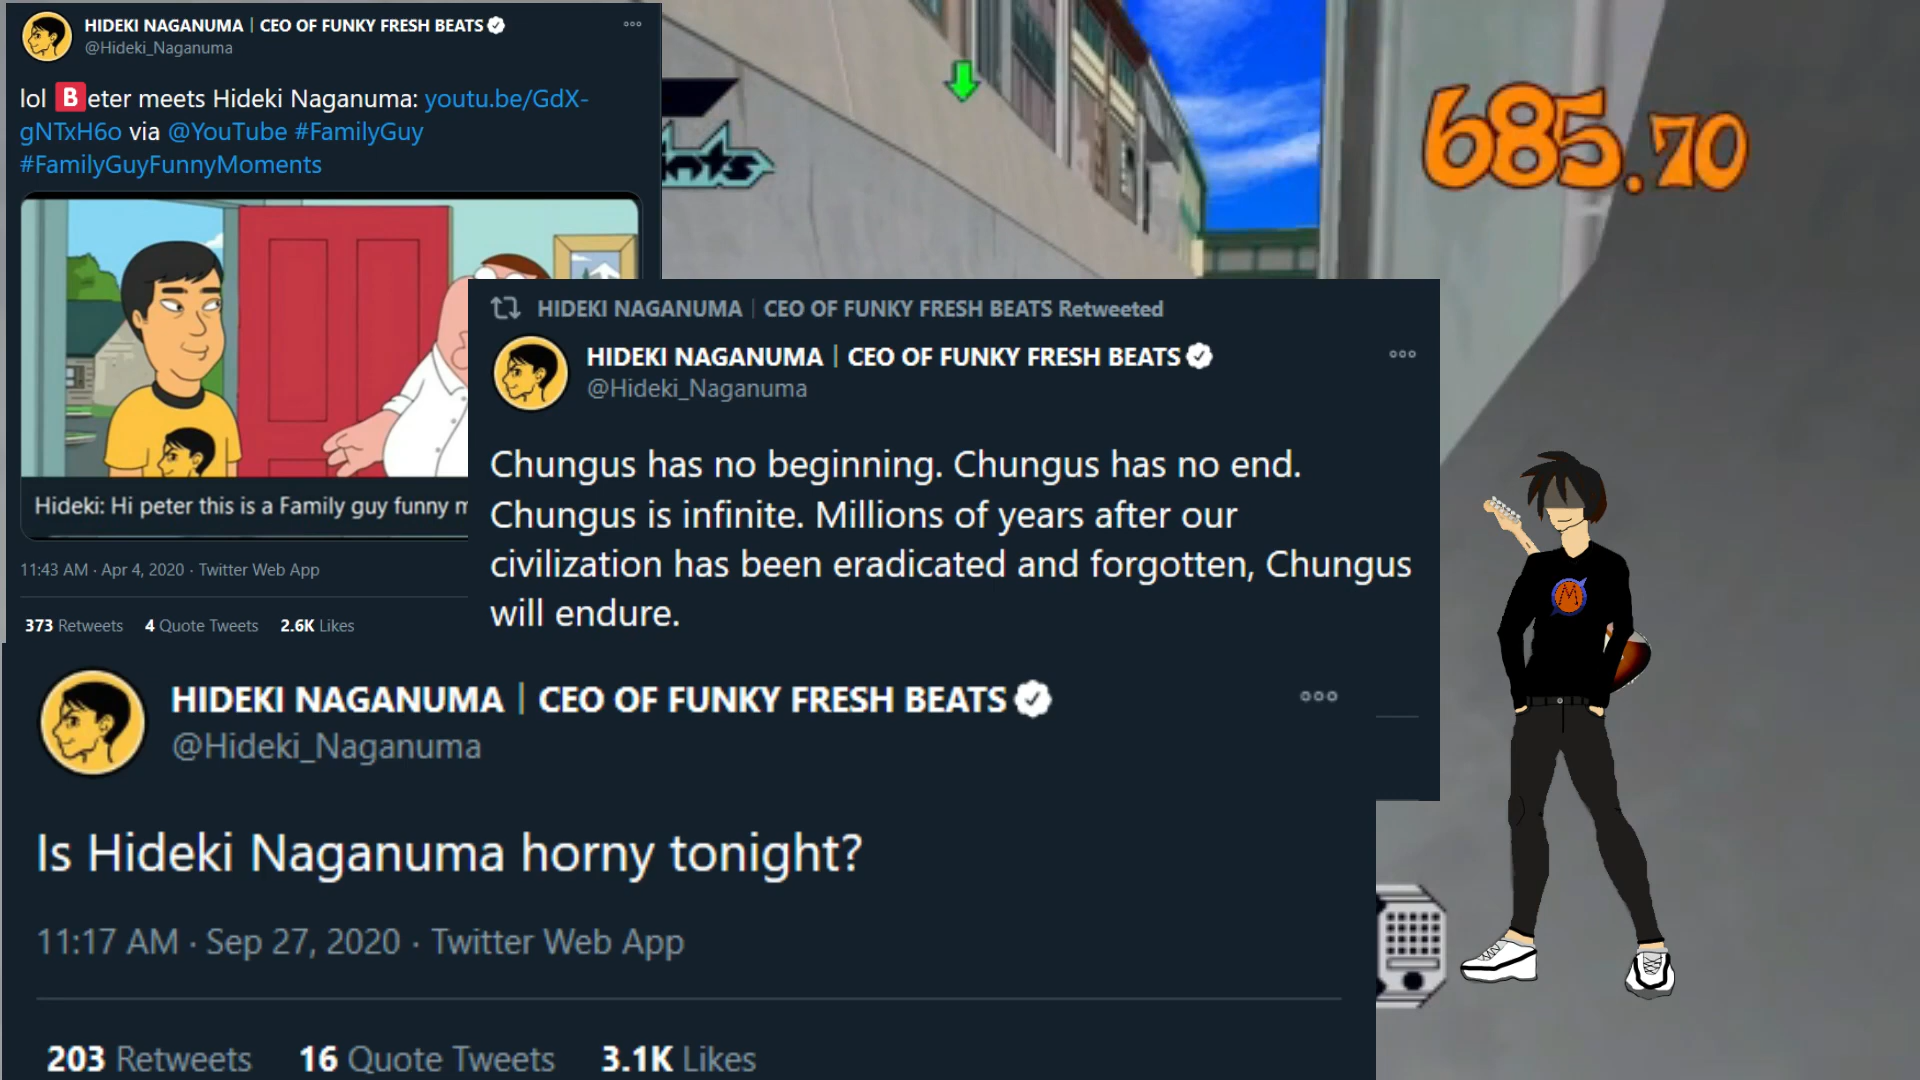 HIDEKI NAGANUMA | CEO OF FUNKY FRESH BEATS
@Hideki_Naganuma
lol 🅱eter meets Hideki Naganuma: youtu.be/GdX-
gNTxH6o via @YouTube #FamilyGuy
#FamilyGuyFunnyMoments
Hideki: Hi peter this is a Family guy funny m
11:43 AM · Apr 4, 2020 · Twitter Web App
373 Retweets 4 Quote Tweets 2.6K Likes
685.70
HIDEKI NAGANUMA | CEO OF FUNKY FRESH BEATS Retweeted
HIDEKI NAGANUMA | CEO OF FUNKY FRESH BEATS
@Hideki_Naganuma
Chungus has no beginning. Chungus has no end.
Chungus is infinite. Millions of years after our
civilization has been eradicated and forgotten, Chungus
will endure.
M
HIDEKI NAGANUMA | CEO OF FUNKY FRESH BEATS
@Hideki_Naganuma
Is Hideki Naganuma horny tonight?
11:17 AM · Sep 27, 2020 · Twitter Web App
203 Retweets 16 Quote Tweets 3.1K Likes